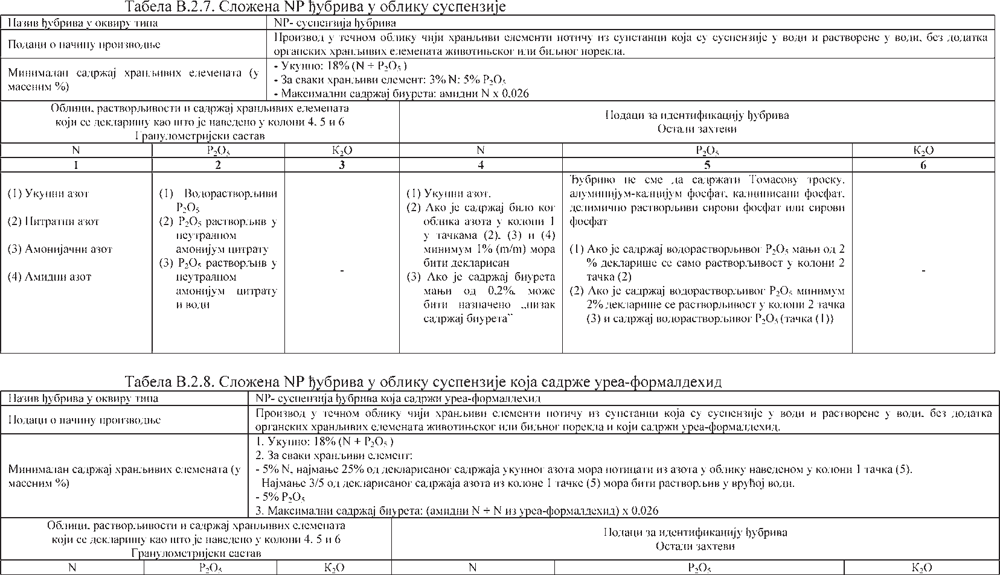 Табела В.2.7. Сложена NP ђубрива у облику суспензије
Назив ђубрива у оквиру типа
NP- суспензија ђубрива
Подаци о начину производње
Производ у течном облику чији хранљиви елементи потичу из супстанци која су суспензије у води и растворене у води, без додатка
органских хранљивих елемената животињског или биљног порекла.
Минималан садржај хранљивих елемената (у
масеним %)
- Укупно: 18% (N + P₂O₅ )
- За сваки хранљиви елемент: 3% N; 5% P₂O₅
- Максимални садржај биурета: амидни N x 0,026
Облици, растворљивости и садржај хранљивих елемената
који се декларишу као што је наведено у колони 4, 5 и 6
Гранулометријски састав
Подаци за идентификацију ђубрива
Остали захтеви
N
P₂O₅
K₂O
N
P₂O₅
K₂O
1
2
3
4
5
6
(1) Укупни азот
(2) Нитратни азот
(3) Амонијачни азот
(4) Амидни азот
(1) Водорастворљиви
P₂O₅
(2) P₂O₅ растворљив у
неутралном
амонијум цитрату
(3) P₂O₅ растворљив у
неутралном
амонијум цитрату
и води
-
(1) Укупни азот.
(2) Ако је садржај било ког
облика азота у колони 1
у тачкама (2), (3) и (4)
минимум 1% (m/m) мора
бити декларисан
(3) Ако је садржај биурета
мањи од 0,2%, може
бити назначено „низак
садржај биурета“
Ђубриво не сме да садржати Томасову троску,
алуминијум-калцијум фосфат, калцинисани фосфат,
делимично растворљиви сирови фосфат или сирови
фосфат
(1) Ако је садржај водорастворљивог P₂O₅ мањи од 2
% декларише се само растворљивост у колони 2
тачка (2)
(2) Ако је садржај водорастворљивог P₂O₅ минимум
2% декларише се растворљивост у колони 2 тачка
(3) и садржај водорастворљивог P₂O₅ (тачка (1))
-
Табела В.2.8. Сложена NP ђубрива у облику суспензије која садрже уреа-формалдехид
Назив ђубрива у оквиру типа
NP- суспензија ђубрива која садржи уреа-формалдехид
Подаци о начину производње
Производ у течном облику чији хранљиви елементи потичу из супстанци која су суспензије у води и растворене у води, без додатка
органских хранљивих елемената животињског или биљног порекла и који садржи уреа-формалдехид.
Минималан садржај хранљивих елемената (у
масеним %)
1. Укупно: 18% (N + P₂O₅ )
2. За сваки хранљиви елемент:
- 5% N, најмање 25% од декларисаног садржаја укупног азота мора потицати из азота у облику наведеном у колони 1 тачка (5).
Најмање 3/5 од декларисаног садржаја азота из колоне 1 тачке (5) мора бити растворљив у врућој води.
- 5% P₂O₅
3. Максимални садржај биурета: (амидни N + N из уреа-формалдехид) x 0,026
Облици, растворљивости и садржај хранљивих елемената
који се декларишу као што је наведено у колони 4, 5 и 6
Гранулометријски састав
Подаци за идентификацију ђубрива
Остали захтеви
N
P₂O₅
K₂O
N
P₂O₅
K₂O